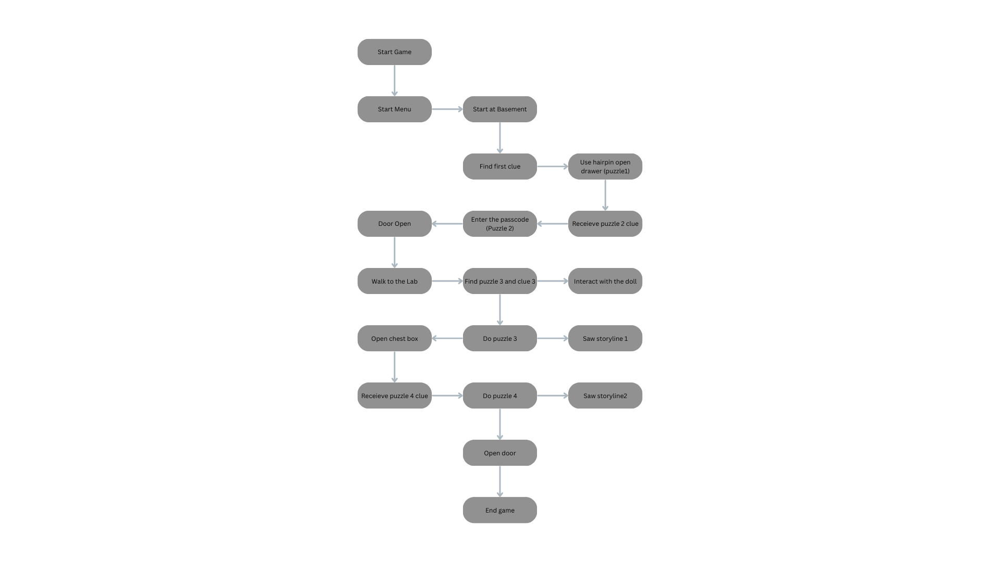 Start Game
Start Menu
Start at Basement
Find first clue
Use hairpin open
drawer (puzzle1)
Door Open
Enter the passcode
(Puzzle 2)
Receieve puzzle 2 clue
Walk to the Lab
Find puzzle 3 and clue 3
Interact with the doll
Open chest box
Do puzzle 3
Saw storyline 1
Receieve puzzle 4 clue
Do puzzle 4
Saw storyline2
Open door
End game